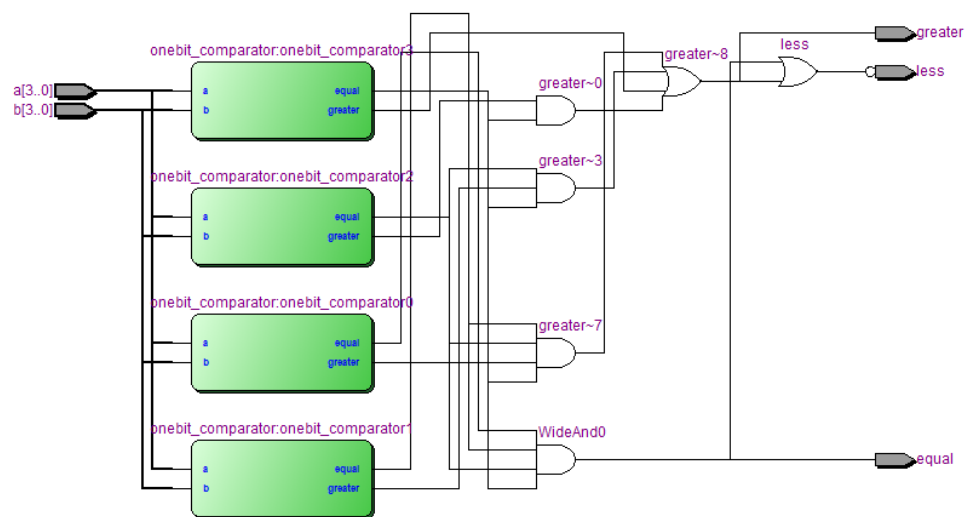 onebit_comparator:onebit_comparator3
greater~8
less
greater
a[3..0]
b[3..0]
a
b
equal
greater
greater~0
less
onebit_comparator:onebit_comparator2
a
b
equal
greater
greater~3
onebit_comparator:onebit_comparator0
a
b
equal
greater
greater~7
onebit_comparator:onebit_comparator1
a
b
equal
greater
WideAnd0
equal